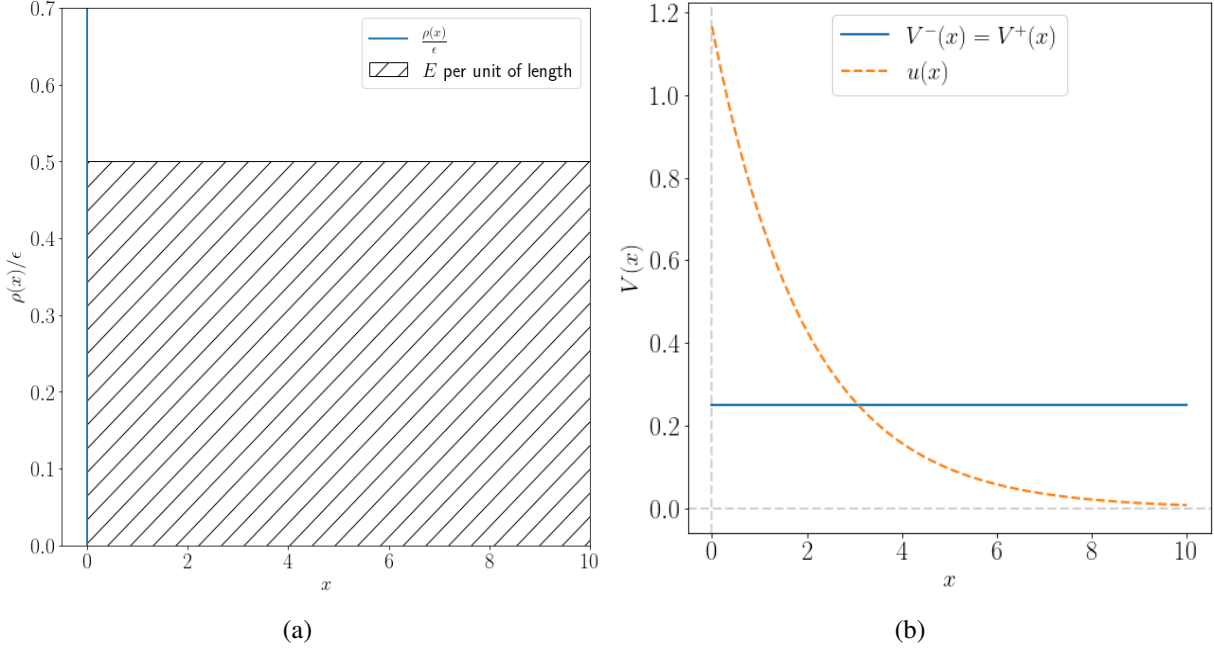 0.7
0.6
0.5
0.4
0.3
0.2
0.1
0.0
ρ(x)/ϵ
ρ(x)/ϵ
E per unit of length
0 2 4 6 8 10
x
(a)
1.2
1.0
0.8
0.6
0.4
0.2
0.0
V(x)
V⁻(x) = V⁺(x)
u(x)
0 2 4 6 8 10
x
(b)